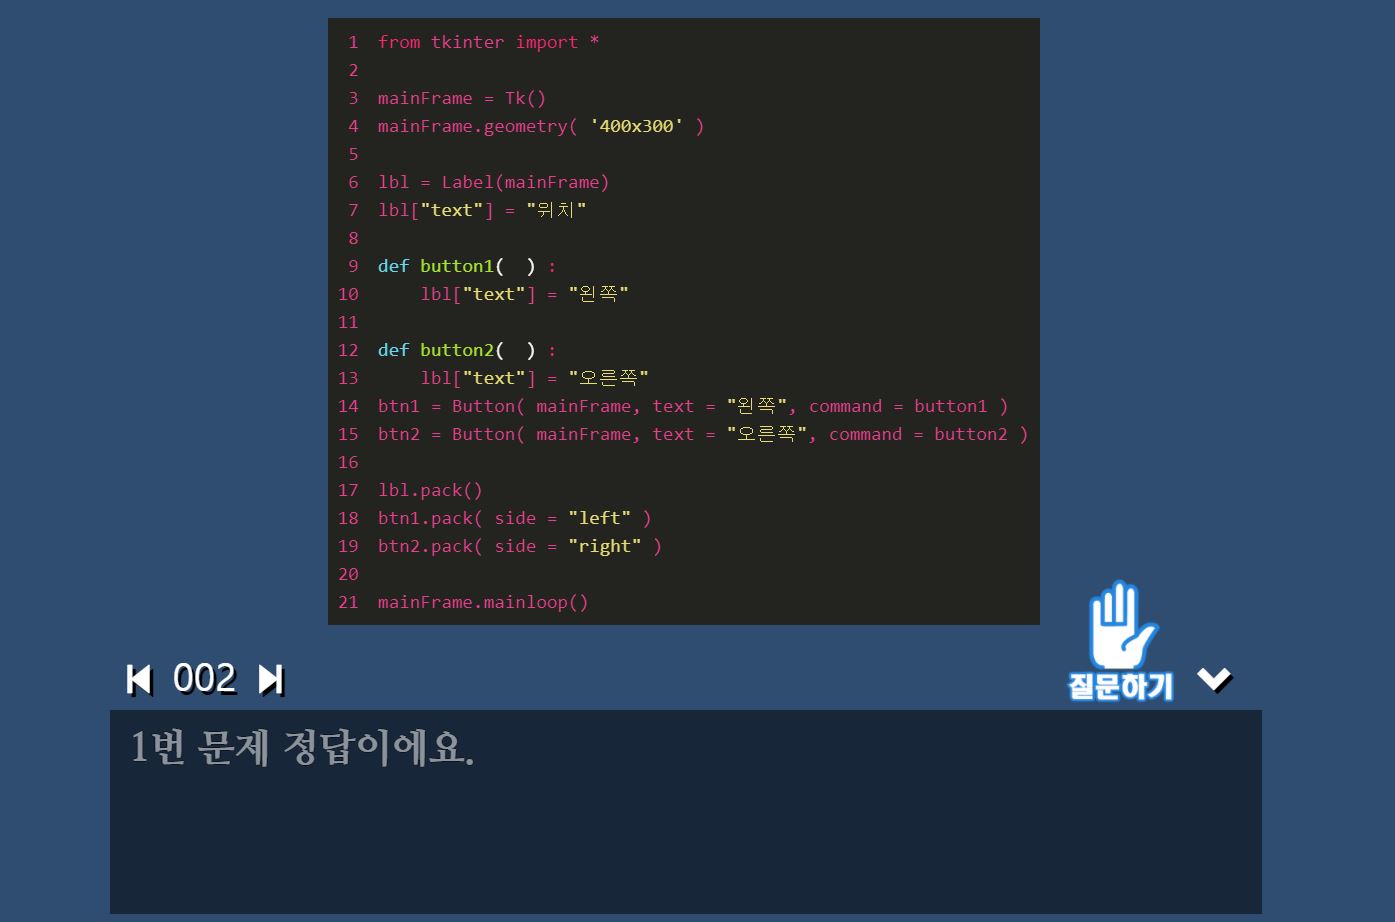 1 from tkinter import *
2
3 mainFrame = Tk()
4 mainFrame.geometry( '400x300' )
5
6 lbl = Label(mainFrame)
7 lbl["text"] = "위치"
8
9 def button1(  ) :
10     lbl["text"] = "왼쪽"
11
12 def button2(  ) :
13     lbl["text"] = "오른쪽"
14 btn1 = Button( mainFrame, text = "왼쪽", command = button1 )
15 btn2 = Button( mainFrame, text = "오른쪽", command = button2 )
16
17 lbl.pack()
18 btn1.pack( side = "left" )
19 btn2.pack( side = "right" )
20
21 mainFrame.mainloop()
002
질문하기
1번 문제 정답이에요.